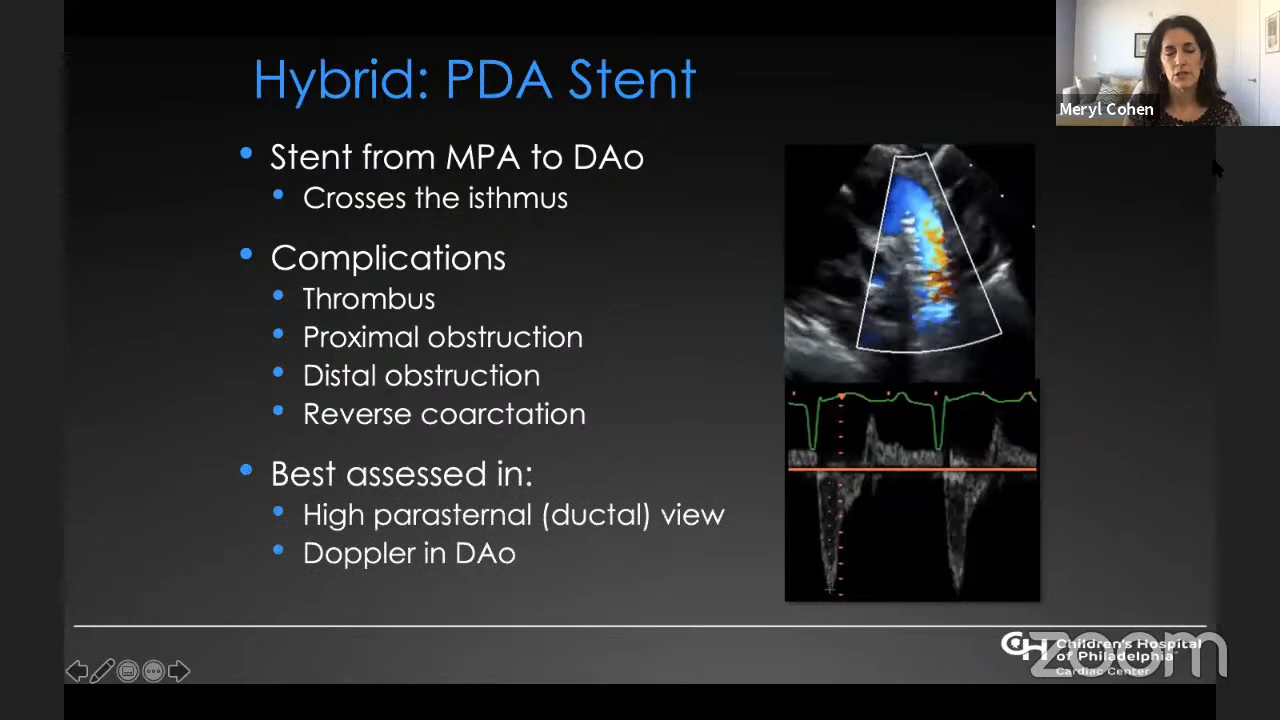 Hybrid: PDA Stent
Meryl Cohen
• Stent from MPA to DAo
• Crosses the isthmus
• Complications
• Thrombus
• Proximal obstruction
• Distal obstruction
• Reverse coarctation
• Best assessed in:
• High parasternal (ductal) view
• Doppler in DAo
CH Children's Hospital
of Philadelphia
Cardiac Center
zoom